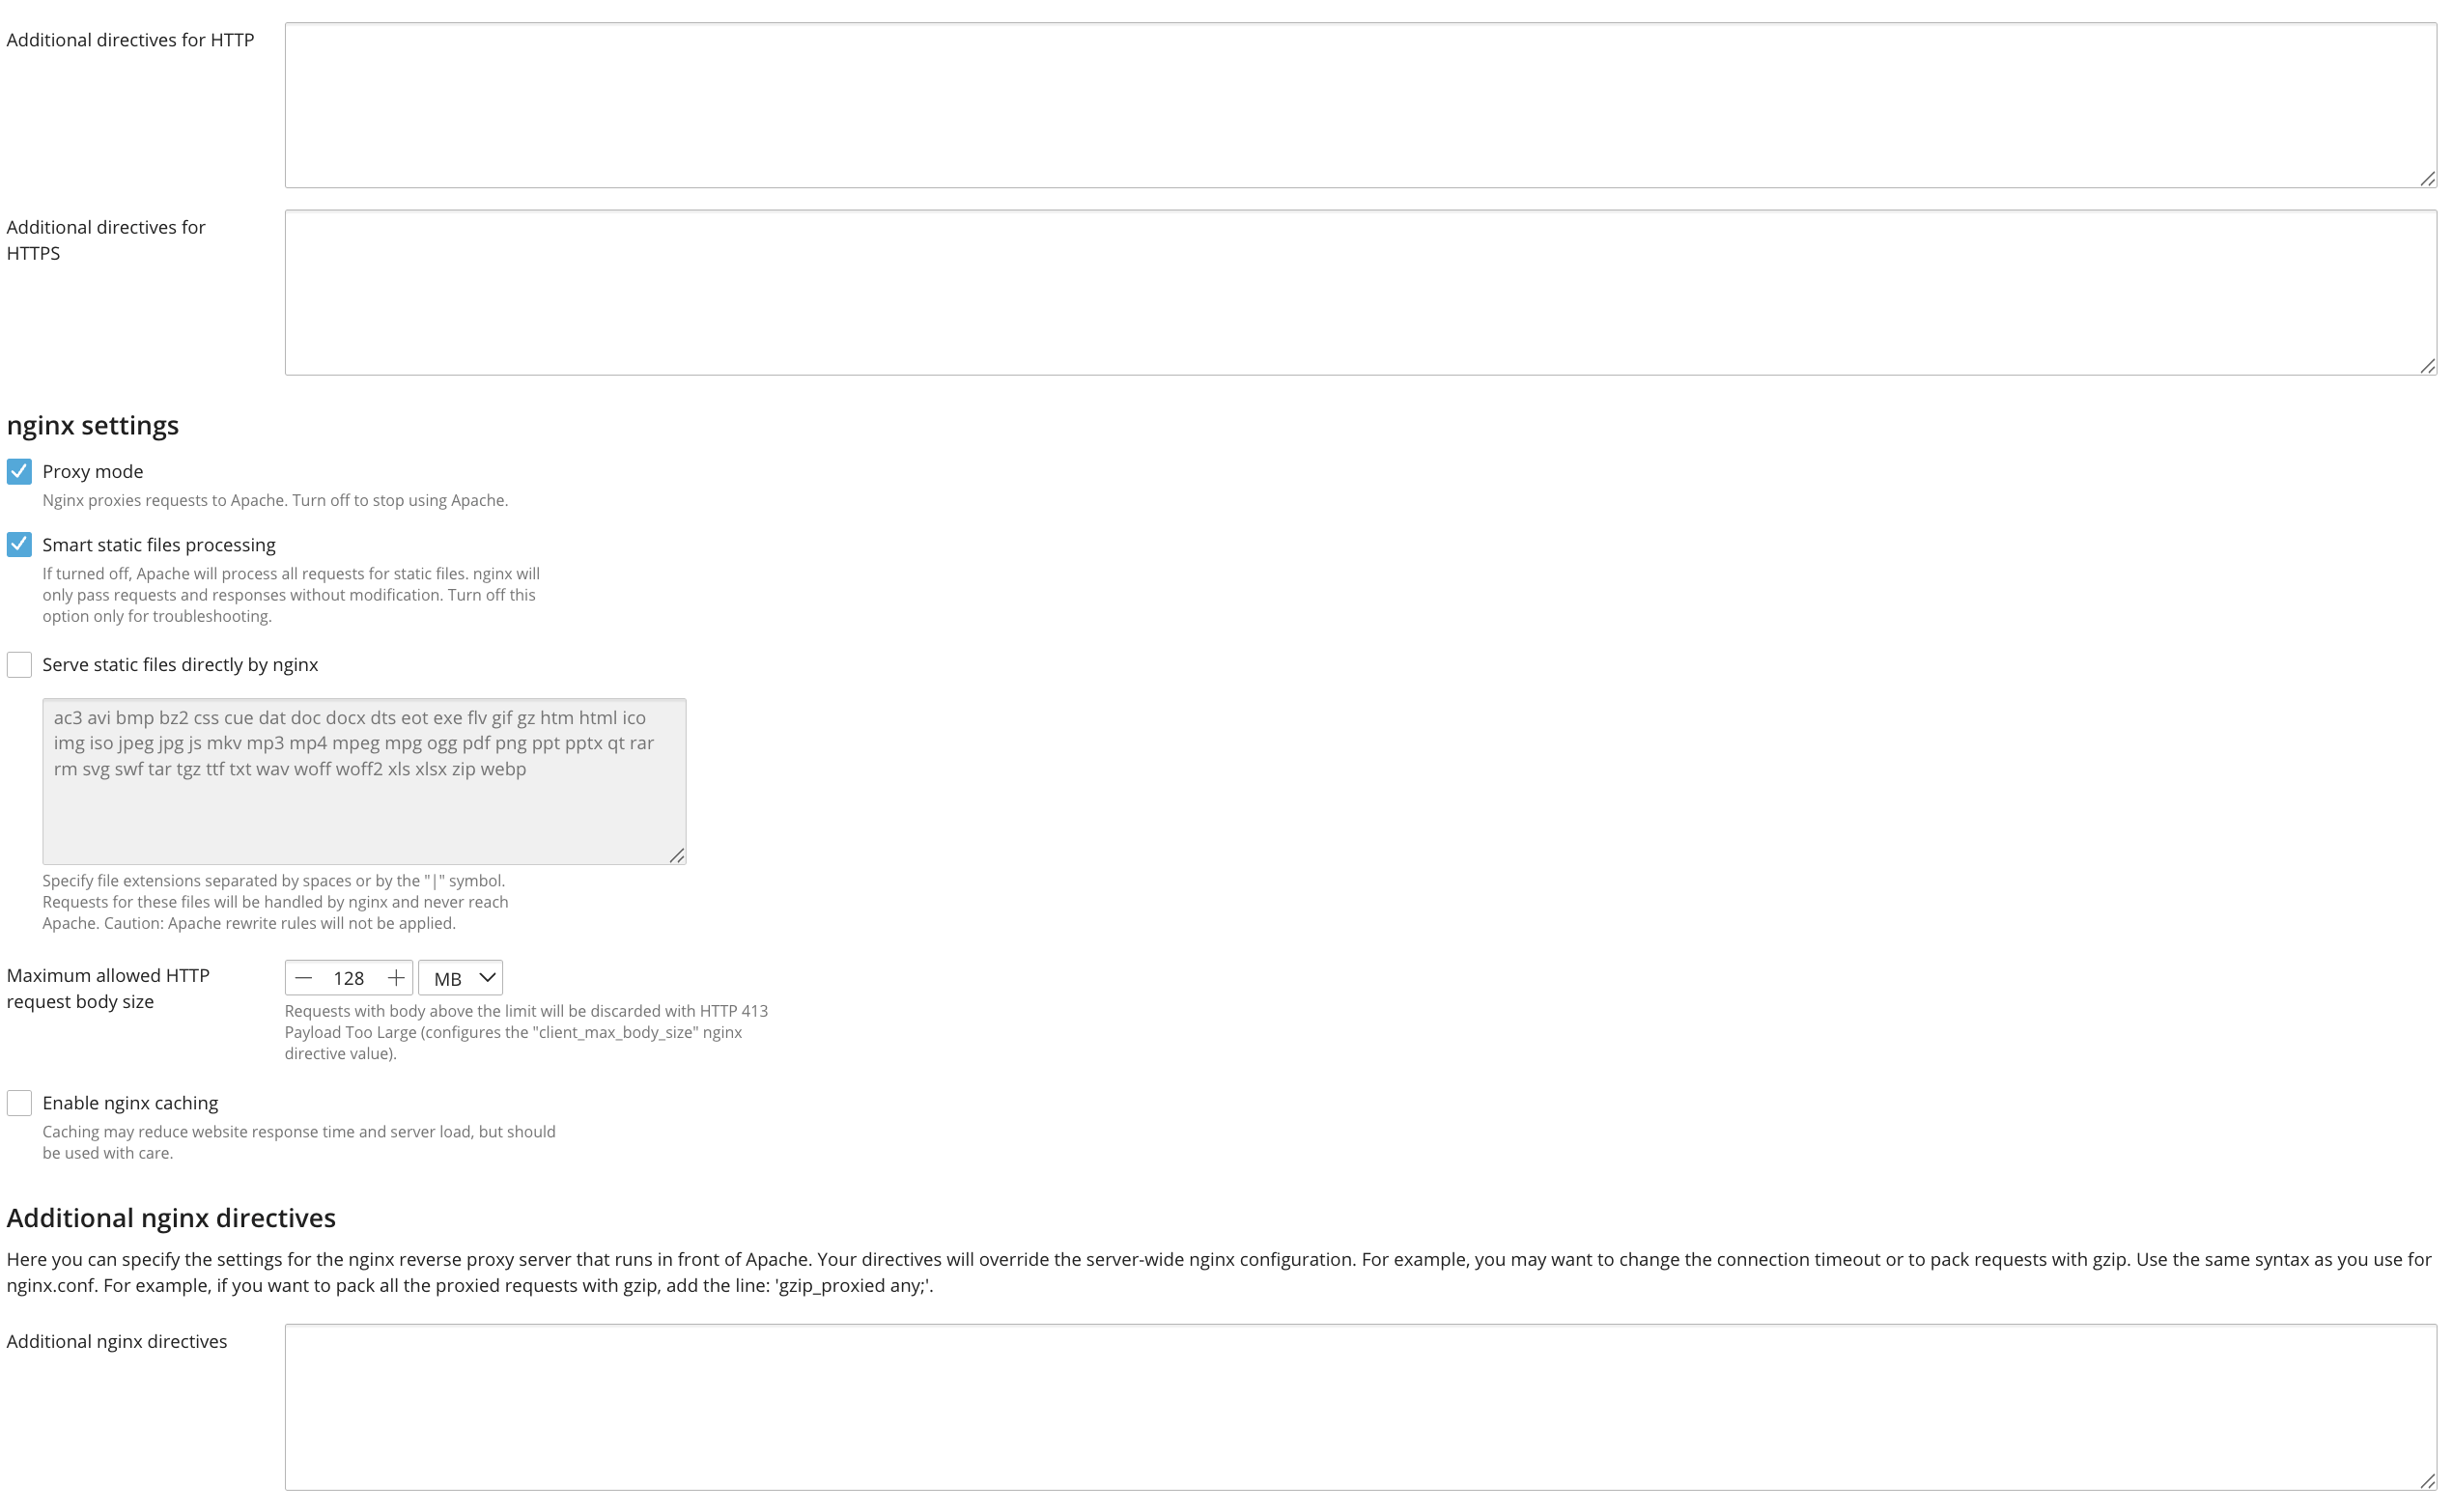 Additional directives for HTTP
Additional directives for
HTTPS
nginx settings
Proxy mode
Nginx proxies requests to Apache. Turn off to stop using Apache.
Smart static files processing
If turned off, Apache will process all requests for static files. nginx will
only pass requests and responses without modification. Turn off this
option only for troubleshooting.
Serve static files directly by nginx
ac3 avi bmp bz2 css cue dat doc docx dts eot exe flv gif gz htm html ico
img iso jpeg jpg js mkv mp3 mp4 mpeg mpg ogg pdf png ppt pptx qt rar
rm svg swf tar tgz ttf txt wav woff woff2 xls xlsx zip webp
Specify file extensions separated by spaces or by the "|" symbol.
Requests for these files will be handled by nginx and never reach
Apache. Caution: Apache rewrite rules will not be applied.
Maximum allowed HTTP
request body size
128 MB
Requests with body above the limit will be discarded with HTTP 413
Payload Too Large (configures the "client_max_body_size" nginx
directive value).
Enable nginx caching
Caching may reduce website response time and server load, but should
be used with care.
Additional nginx directives
Here you can specify the settings for the nginx reverse proxy server that runs in front of Apache. Your directives will override the server-wide nginx configuration. For example, you may want to change the connection timeout or to pack requests with gzip. Use the same syntax as you use for
nginx.conf. For example, if you want to pack all the proxied requests with gzip, add the line: 'gzip_proxied any;'.
Additional nginx directives